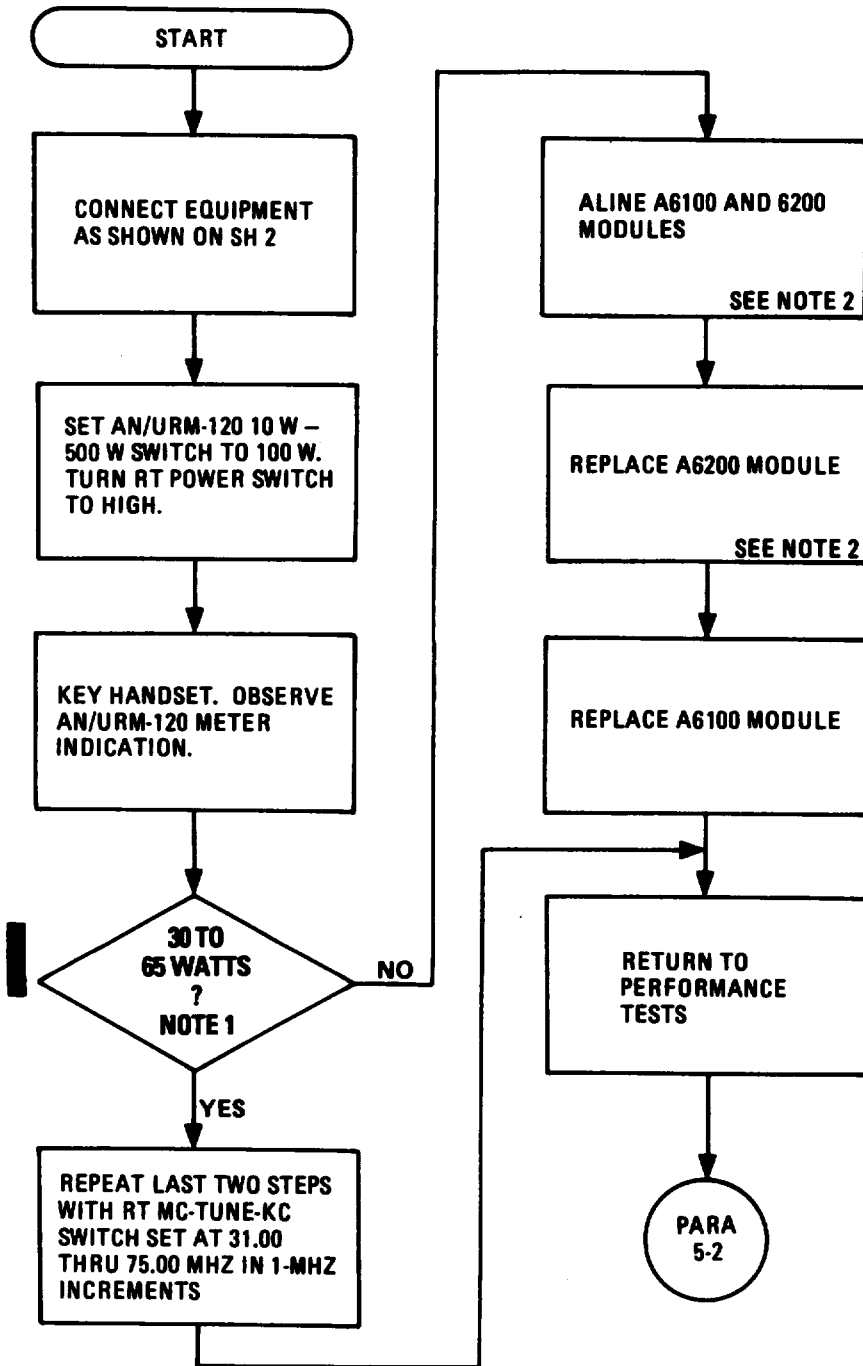 START
CONNECT EQUIPMENT
AS SHOWN ON SH 2
SET AN/URM-120 10 W –
500 W SWITCH TO 100 W.
TURN RT POWER SWITCH
TO HIGH.
KEY HANDSET. OBSERVE
AN/URM-120 METER
INDICATION.
30 TO
65 WATTS
?
NOTE 1
NO
YES
REPEAT LAST TWO STEPS
WITH RT MC-TUNE-KC
SWITCH SET AT 31.00
THRU 75.00 MHZ IN 1-MHZ
INCREMENTS
ALINE A6100 AND 6200
MODULES
SEE NOTE 2
REPLACE A6200 MODULE
SEE NOTE 2
REPLACE A6100 MODULE
RETURN TO
PERFORMANCE
TESTS
PARA
5-2